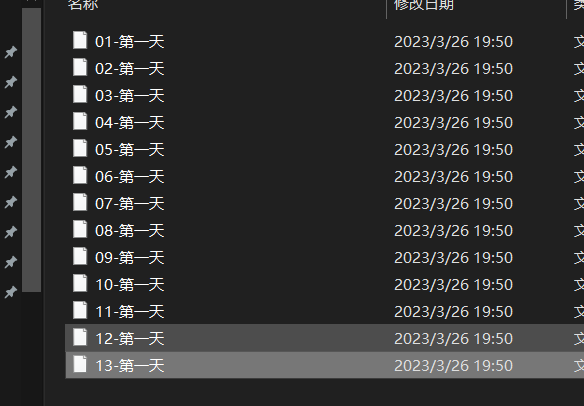 名称 修改日期 类
01-第一天 2023/3/26 19:50 文
02-第一天 2023/3/26 19:50 文
03-第一天 2023/3/26 19:50 文
04-第一天 2023/3/26 19:50 文
05-第一天 2023/3/26 19:50 文
06-第一天 2023/3/26 19:50 文
07-第一天 2023/3/26 19:50 文
08-第一天 2023/3/26 19:50 文
09-第一天 2023/3/26 19:50 文
10-第一天 2023/3/26 19:50 文
11-第一天 2023/3/26 19:50 文
12-第一天 2023/3/26 19:50 文
13-第一天 2023/3/26 19:50 文